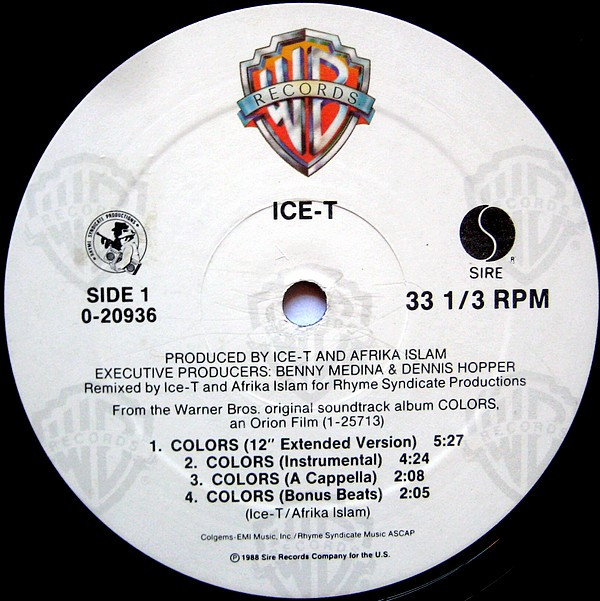 WB
RECORDS
ICE-T
RHYME SYNDICATE PRODUCTIONS
SIRE
R
SIDE 1
0-20936
33 1/3 RPM
PRODUCED BY ICE-T AND AFRIKA ISLAM
EXECUTIVE PRODUCERS: BENNY MEDINA & DENNIS HOPPER
Remixed by Ice-T and Afrika Islam for Rhyme Syndicate Productions
From the Warner Bros. original soundtrack album COLORS,
an Orion Film (1-25713)
1. COLORS (12" Extended Version) 5:27
2. COLORS (Instrumental) 4:24
3. COLORS (A Cappella) 2:08
4. COLORS (Bonus Beats) 2:05
(Ice-T/Afrika Islam)
Colgems-EMI Music, Inc./Rhyme Syndicate Music ASCAP
℗ 1988 Sire Records Company for the U.S.